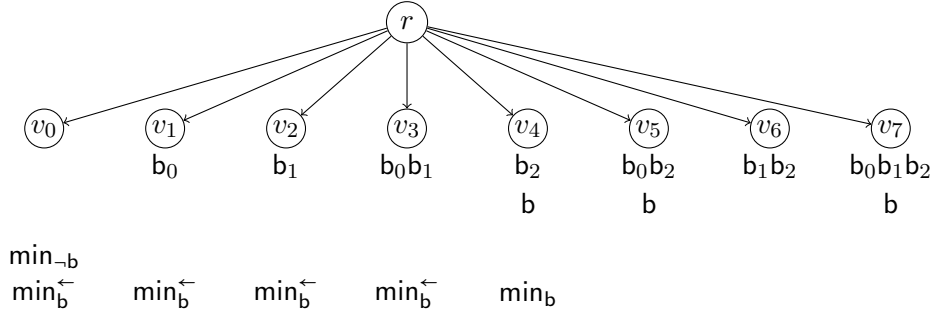 r
v₀ v₁ v₂ v₃ v₄ v₅ v₆ v₇
b₀ b₁ b₀b₁ b₂ b₀b₂ b₁b₂ b₀b₁b₂
b b b
min¬b
min←b min←b min←b min←b minb